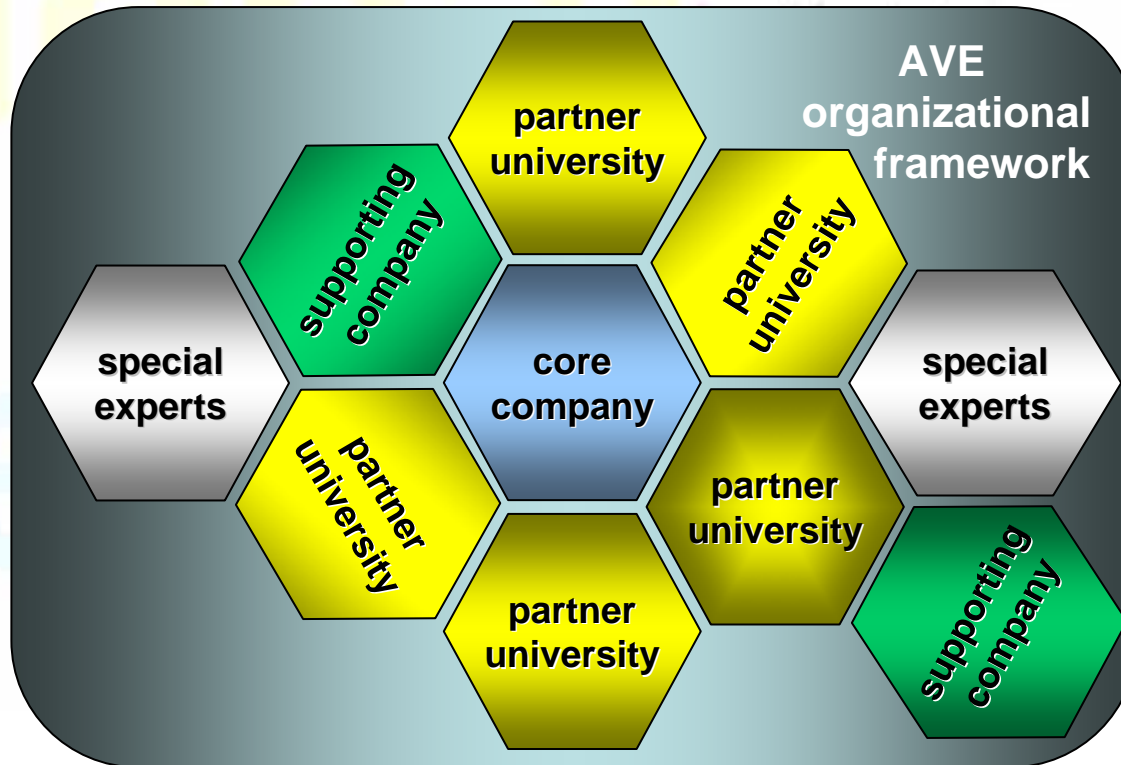 AVE
organizational
framework
partner
university
supporting
company
partner
university
special
experts
core
company
special
experts
partner
university
partner
university
partner
university
supporting
company